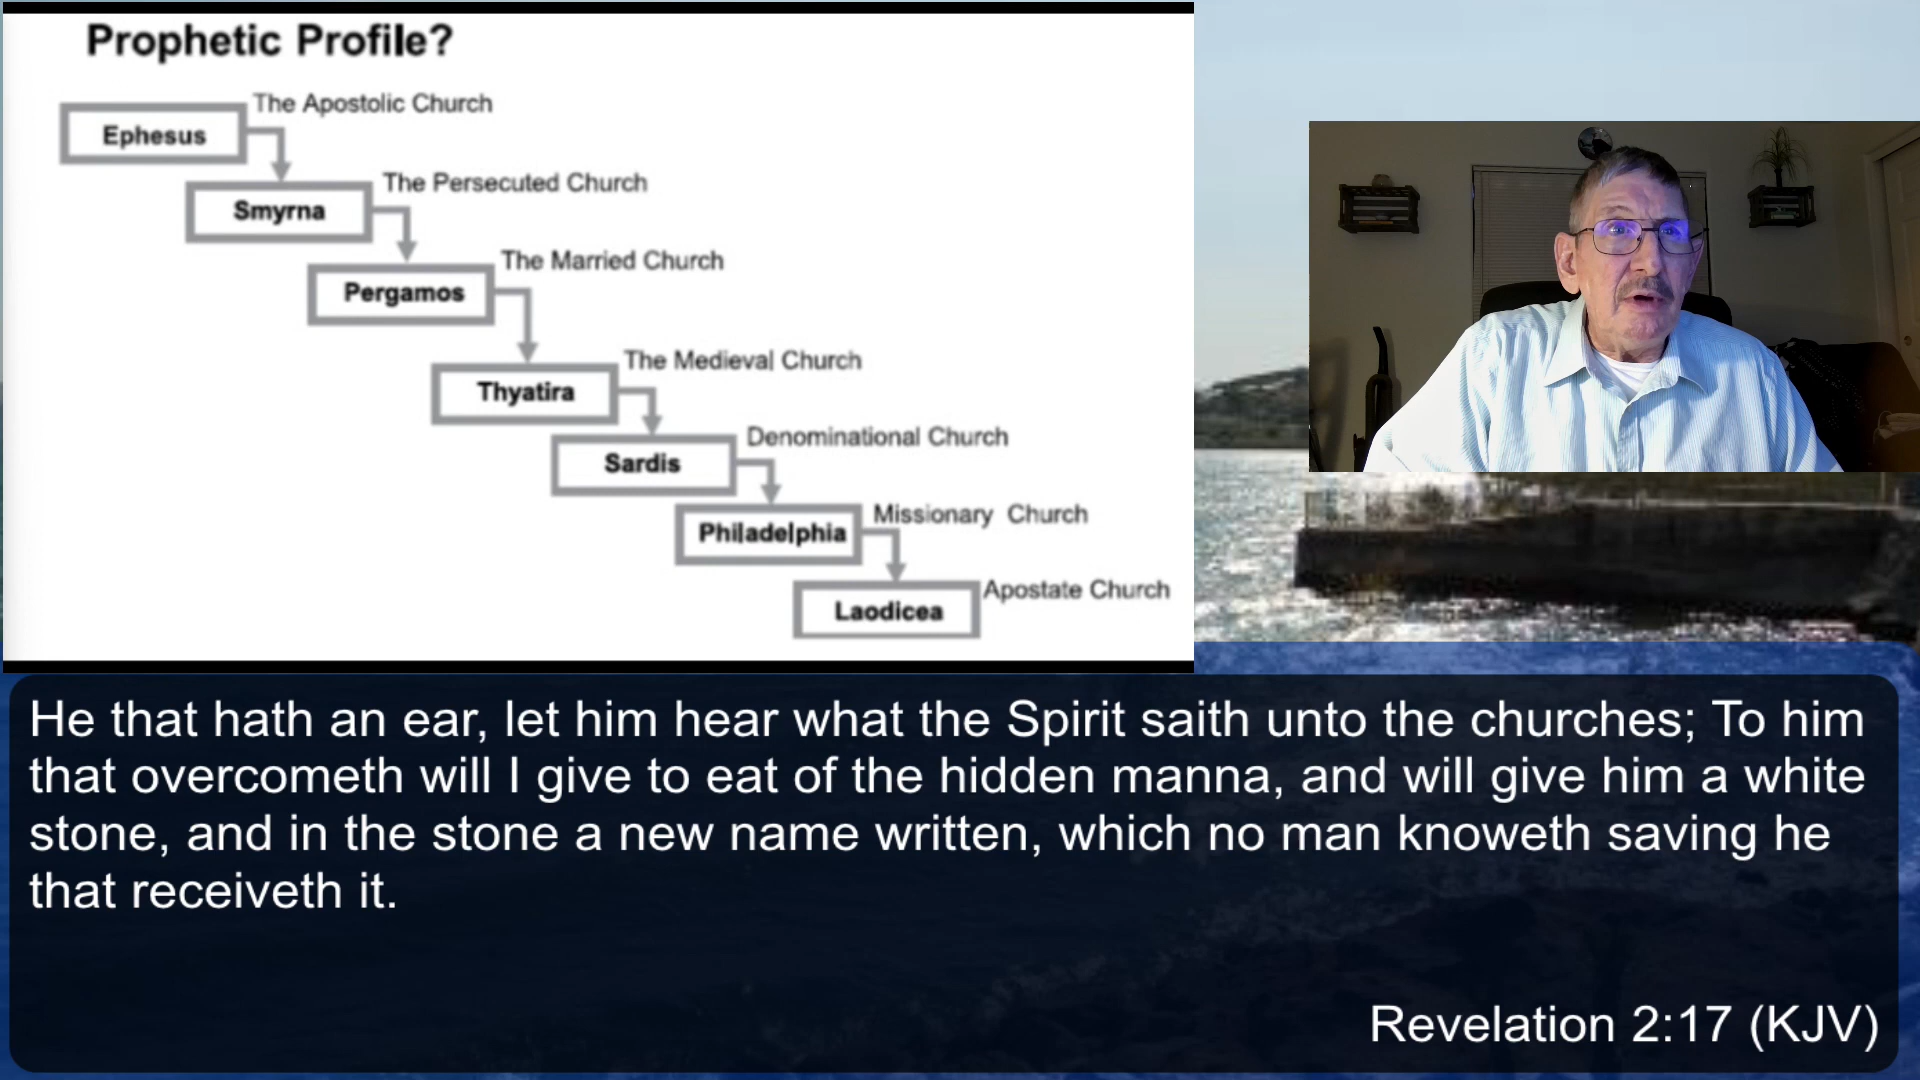 Prophetic Profile?
The Apostolic Church
Ephesus
The Persecuted Church
Smyrna
The Married Church
Pergamos
The Medieval Church
Thyatira
Denominational Church
Sardis
Missionary Church
Philadelphia
Apostate Church
Laodicea
He that hath an ear, let him hear what the Spirit saith unto the churches; To him
that overcometh will I give to eat of the hidden manna, and will give him a white
stone, and in the stone a new name written, which no man knoweth saving he
that receiveth it.
Revelation 2:17 (KJV)